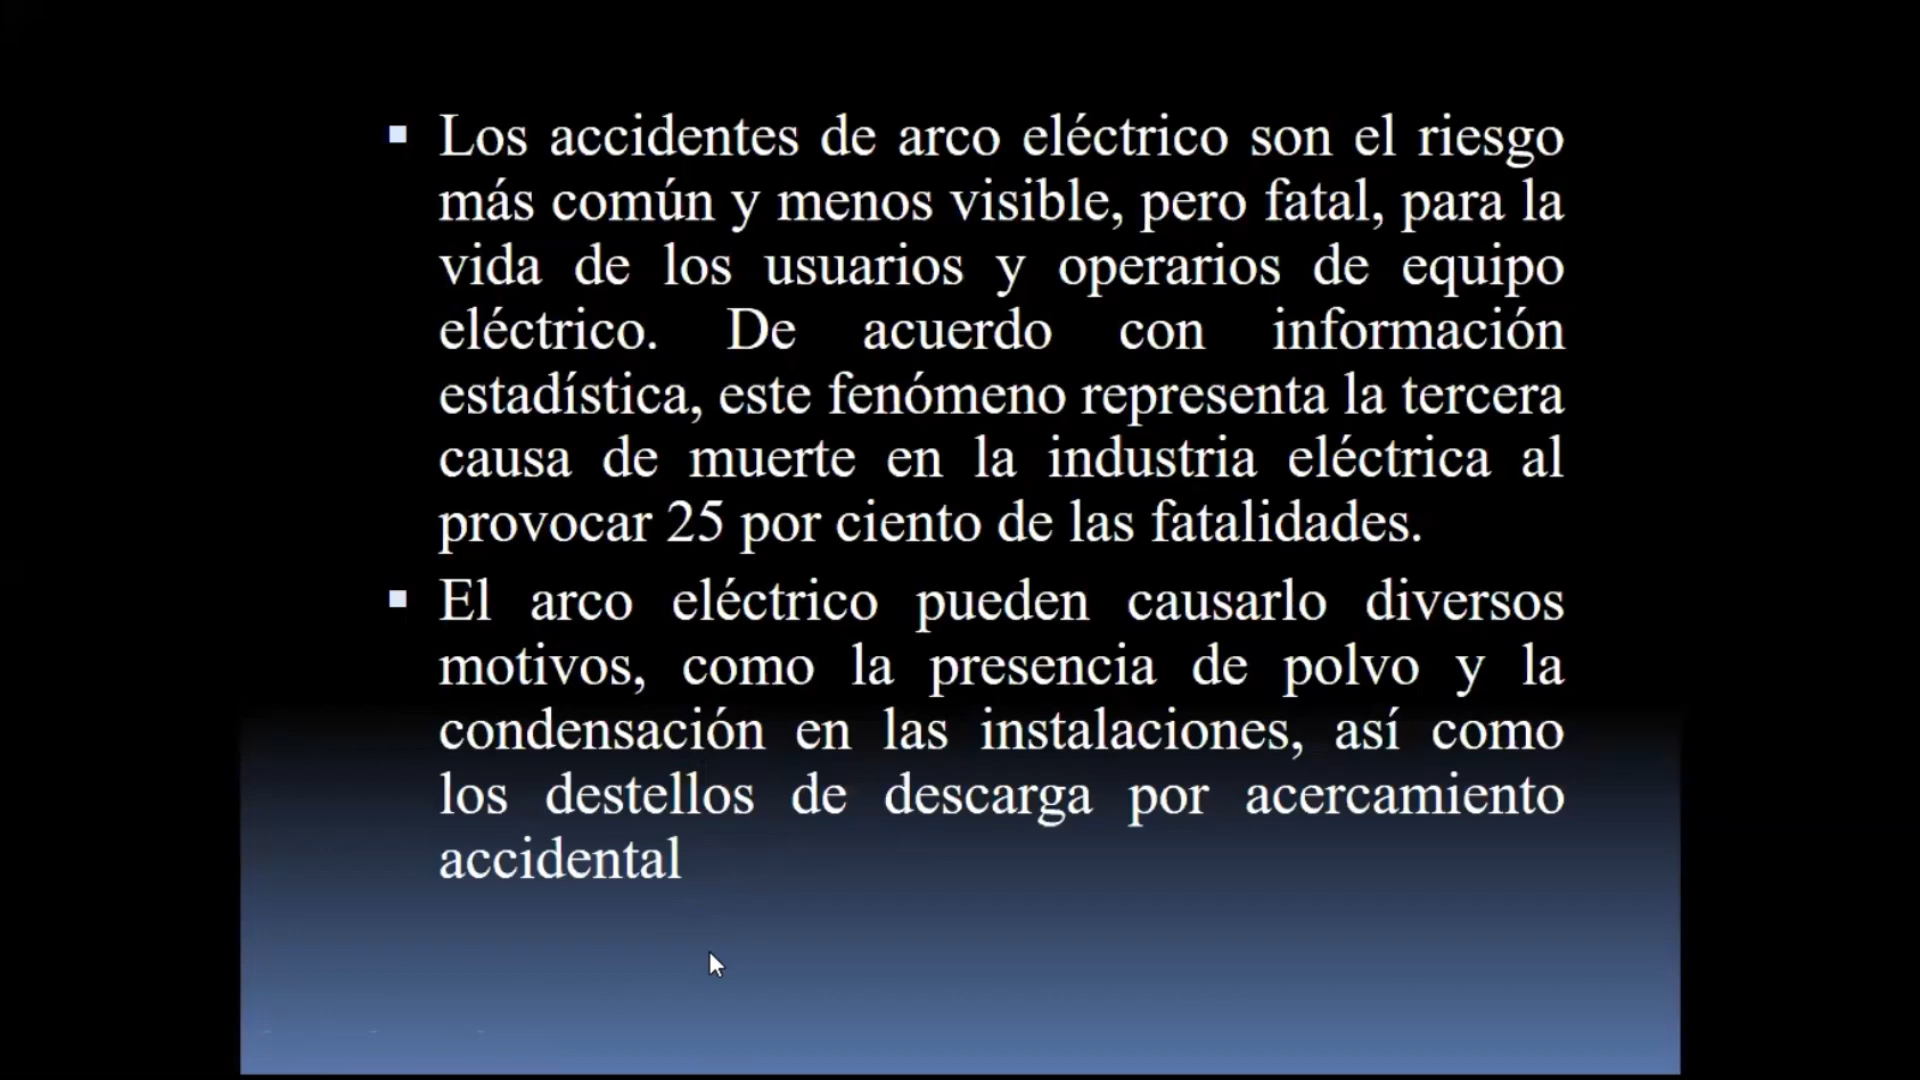 ▪ Los accidentes de arco eléctrico son el riesgo
más común y menos visible, pero fatal, para la
vida de los usuarios y operarios de equipo
eléctrico. De acuerdo con información
estadística, este fenómeno representa la tercera
causa de muerte en la industria eléctrica al
provocar 25 por ciento de las fatalidades.
▪ El arco eléctrico pueden causarlo diversos
motivos, como la presencia de polvo y la
condensación en las instalaciones, así como
los destellos de descarga por acercamiento
accidental